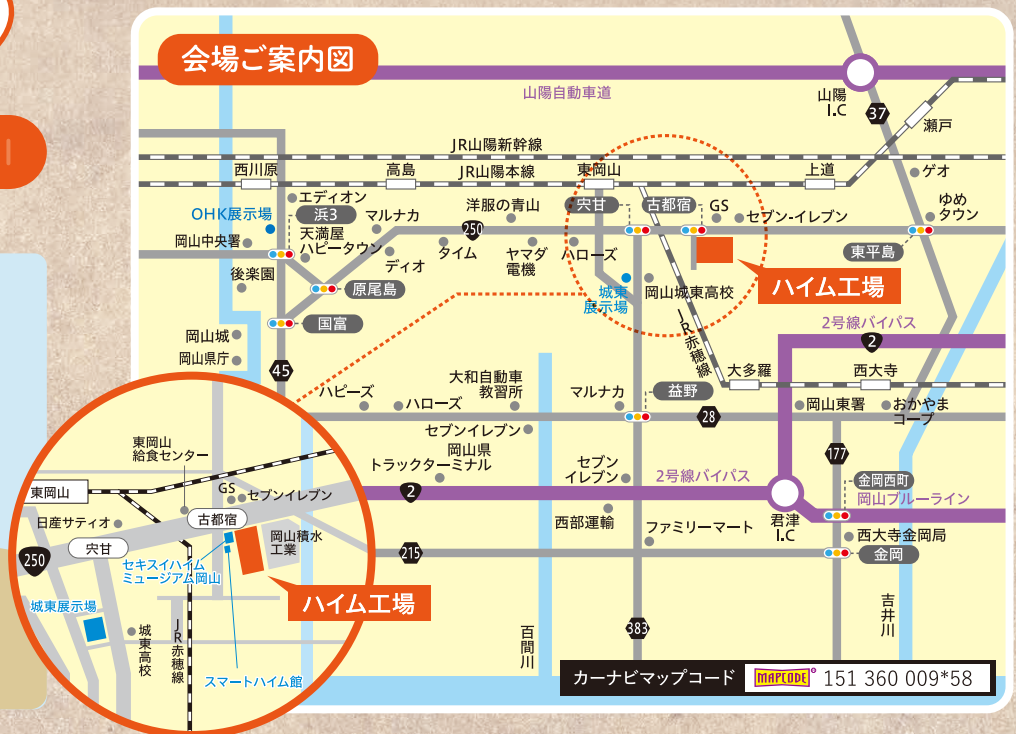 会場ご案内図
山陽自動車道
山陽
I.C
37
瀬戸
JR山陽新幹線
西川原
高島
JR山陽本線
東岡山
上道
ゲオ
エディオン
浜3
マルナカ
洋服の青山
宍甘
古都宿
GS
セブン-イレブン
ゆめ
タウン
OHK展示場
岡山中央署
天満屋
ハピータウン
ディオ
250
タイム
ヤマダ
電機
ハローズ
東平島
後楽園
原尾島
城東
展示場
岡山城東高校
ハイム工場
国富
岡山城
岡山県庁
45
JR赤穂線
2号線バイパス
2
大多羅
西大寺
ハピーズ
ハローズ
大和自動車
教習所
マルナカ
益野
28
岡山東署
おかやま
コープ
セブンイレブン
岡山県
トラックターミナル
セブン
イレブン
177
2
2号線バイパス
金岡西町
岡山ブルーライン
西部運輸
ファミリーマート
君津
I.C
西大寺金岡局
金岡
215
383
百間川
吉井川
東岡山
給食センター
東岡山
GS
セブンイレブン
日産サティオ
古都宿
宍甘
岡山積水
工業
250
セキスイハイム
ミュージアム岡山
ハイム工場
城東展示場
城東高校
JR赤穂線
スマートハイム館
カーナビマップコード
MAPCODE
151 360 009*58